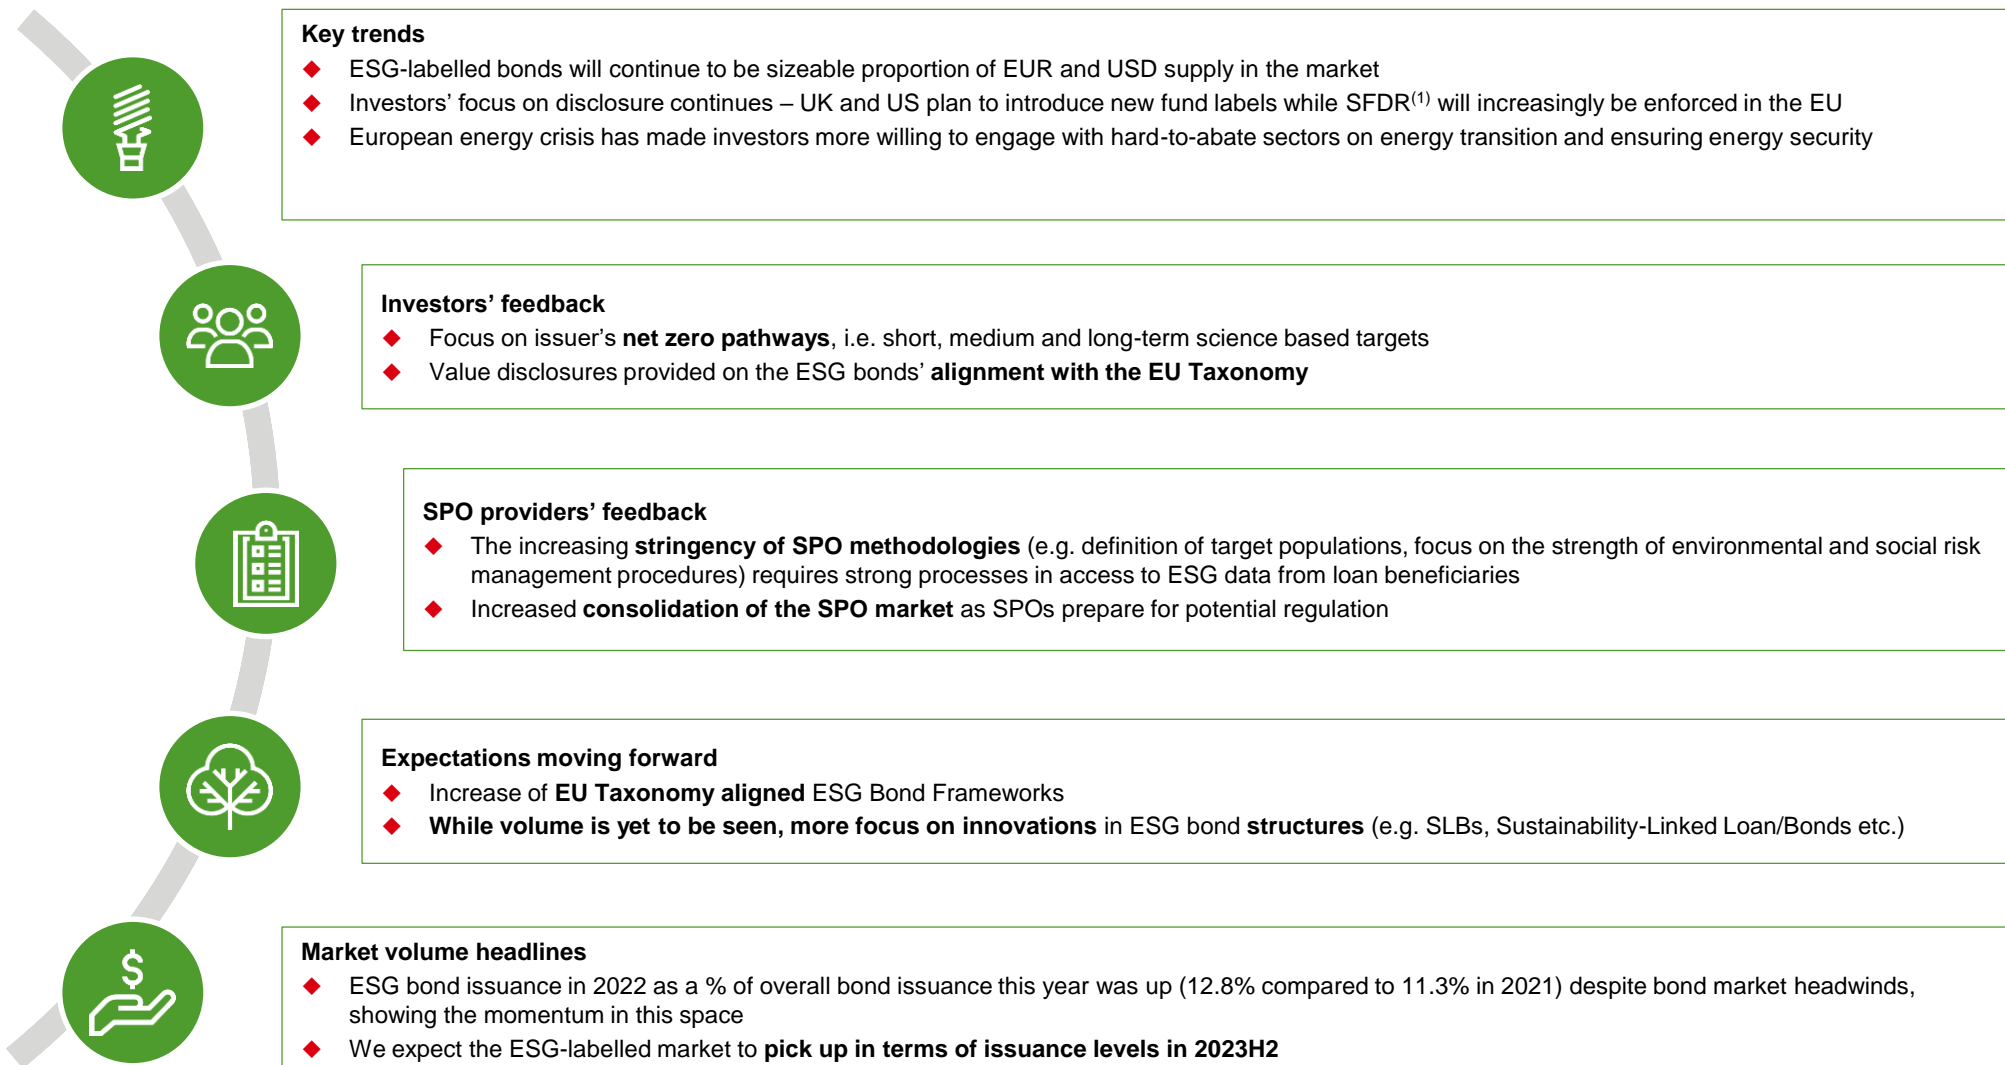 Key trends
◆ ESG-labelled bonds will continue to be sizeable proportion of EUR and USD supply in the market
◆ Investors’ focus on disclosure continues – UK and US plan to introduce new fund labels while SFDR(1) will increasingly be enforced in the EU
◆ European energy crisis has made investors more willing to engage with hard-to-abate sectors on energy transition and ensuring energy security
Investors’ feedback
◆ Focus on issuer’s net zero pathways, i.e. short, medium and long-term science based targets
◆ Value disclosures provided on the ESG bonds’ alignment with the EU Taxonomy
SPO providers’ feedback
◆ The increasing stringency of SPO methodologies (e.g. definition of target populations, focus on the strength of environmental and social risk
management procedures) requires strong processes in access to ESG data from loan beneficiaries
◆ Increased consolidation of the SPO market as SPOs prepare for potential regulation
Expectations moving forward
◆ Increase of EU Taxonomy aligned ESG Bond Frameworks
◆ While volume is yet to be seen, more focus on innovations in ESG bond structures (e.g. SLBs, Sustainability-Linked Loan/Bonds etc.)
$
Market volume headlines
◆ ESG bond issuance in 2022 as a % of overall bond issuance this year was up (12.8% compared to 11.3% in 2021) despite bond market headwinds,
showing the momentum in this space
◆ We expect the ESG-labelled market to pick up in terms of issuance levels in 2023H2